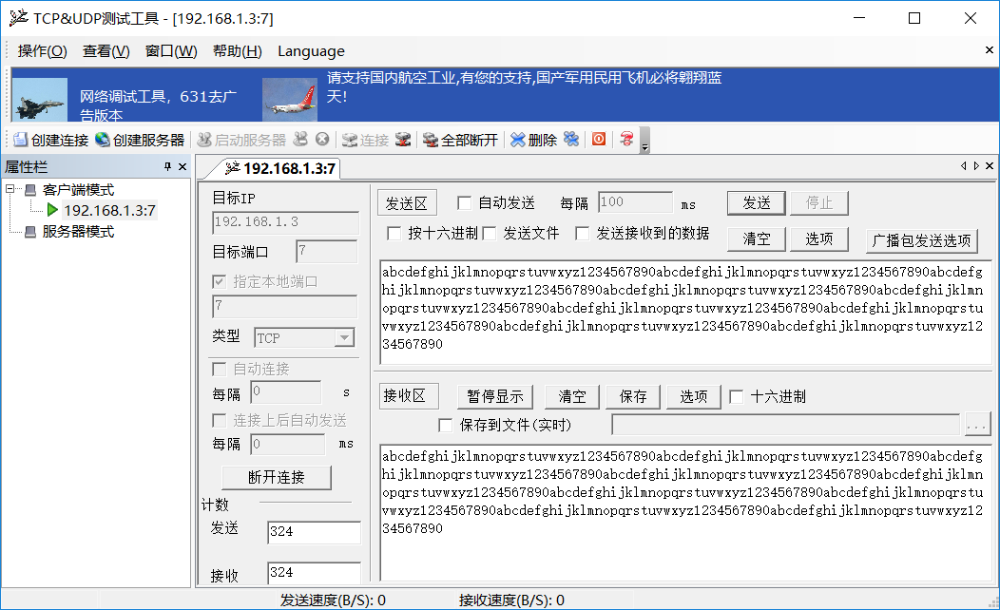 TCP&UDP测试工具 - [192.168.1.3:7]
操作(O) 查看(V) 窗口(W) 帮助(H) Language
网络调试工具，631去广
告版本
请支持国内航空工业,有您的支持,国产军用民用飞机必将翱翔蓝
天!
创建连接 创建服务器 启动服务器 连接 全部断开 删除
属性栏
客户端模式
192.168.1.3:7
服务器模式
192.168.1.3:7
目标IP
192.168.1.3
目标端口 7
指定本地端口
7
类型 TCP
自动连接
每隔 0 s
连接上后自动发送
每隔 0 ms
断开连接
计数
发送 324
接收 324
发送区 自动发送 每隔 100 ms 发送 停止
按十六进制 发送文件 发送接收到的数据 清空 选项 广播包发送选项
abcdefghijklmnopqrstuvwxyz1234567890abcdefghijklmnopqrstuvwxyz1234567890abcdefg
hijklmnopqrstuvwxyz1234567890abcdefghijklmnopqrstuvwxyz1234567890abcdefghijklmn
opqrstuvwxyz1234567890abcdefghijklmnopqrstuvwxyz1234567890abcdefghijklmnopqrstu
vwxyz1234567890abcdefghijklmnopqrstuvwxyz1234567890abcdefghijklmnopqrstuvwxyz12
34567890
接收区 暂停显示 清空 保存 选项 十六进制
保存到文件(实时) ...
abcdefghijklmnopqrstuvwxyz1234567890abcdefghijklmnopqrstuvwxyz1234567890abcdefg
hijklmnopqrstuvwxyz1234567890abcdefghijklmnopqrstuvwxyz1234567890abcdefghijklmn
opqrstuvwxyz1234567890abcdefghijklmnopqrstuvwxyz1234567890abcdefghijklmnopqrstu
vwxyz1234567890abcdefghijklmnopqrstuvwxyz1234567890abcdefghijklmnopqrstuvwxyz12
34567890
发送速度(B/S): 0 接收速度(B/S): 0